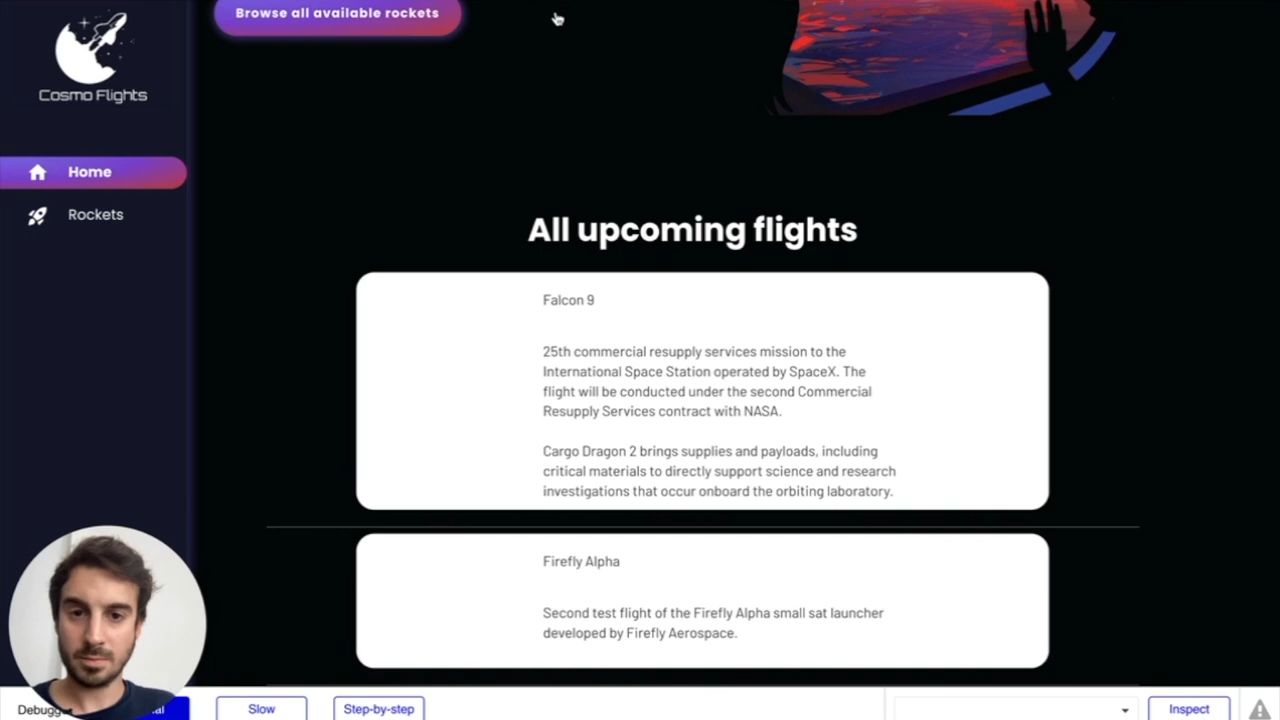 Browse all available rockets
Cosmo Flights
Home
Rockets
All upcoming flights
Falcon 9
25th commercial resupply services mission to the
International Space Station operated by SpaceX. The
flight will be conducted under the second Commercial
Resupply Services contract with NASA.
Cargo Dragon 2 brings supplies and payloads, including
critical materials to directly support science and research
investigations that occur onboard the orbiting laboratory.
Firefly Alpha
Second test flight of the Firefly Alpha small sat launcher
developed by Firefly Aerospace.
Slow
Step-by-step
Inspect